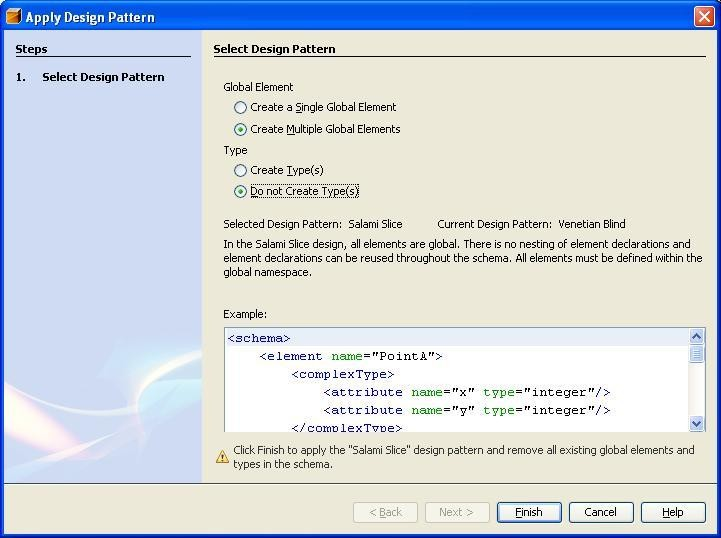 Apply Design Pattern
Steps
1. Select Design Pattern
Select Design Pattern
Global Element
Create a Single Global Element
Create Multiple Global Elements
Type
Create Type(s)
Do not Create Type(s)
Selected Design Pattern: Salami Slice Current Design Pattern: Venetian Blind
In the Salami Slice design, all elements are global. There is no nesting of element declarations and
element declarations can be reused throughout the schema. All elements must be defined within the
global namespace.
Example:
<schema>
<element name="PointA">
<complexType>
<attribute name="x" type="integer"/>
<attribute name="y" type="integer"/>
</complexType>
Click Finish to apply the "Salami Slice" design pattern and remove all existing global elements and
types in the schema.
< Back Next > Finish Cancel Help